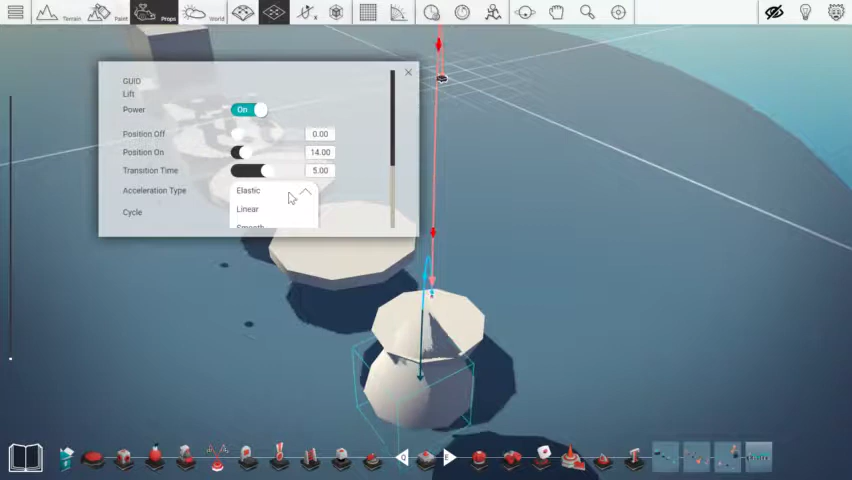 Terrain
Paint
Props
World
GUID
Lift
Power
On
Position Off
0.00
Position On
14.00
Transition Time
5.00
Acceleration Type
Elastic
Linear
Smooth
Cycle
Q
E